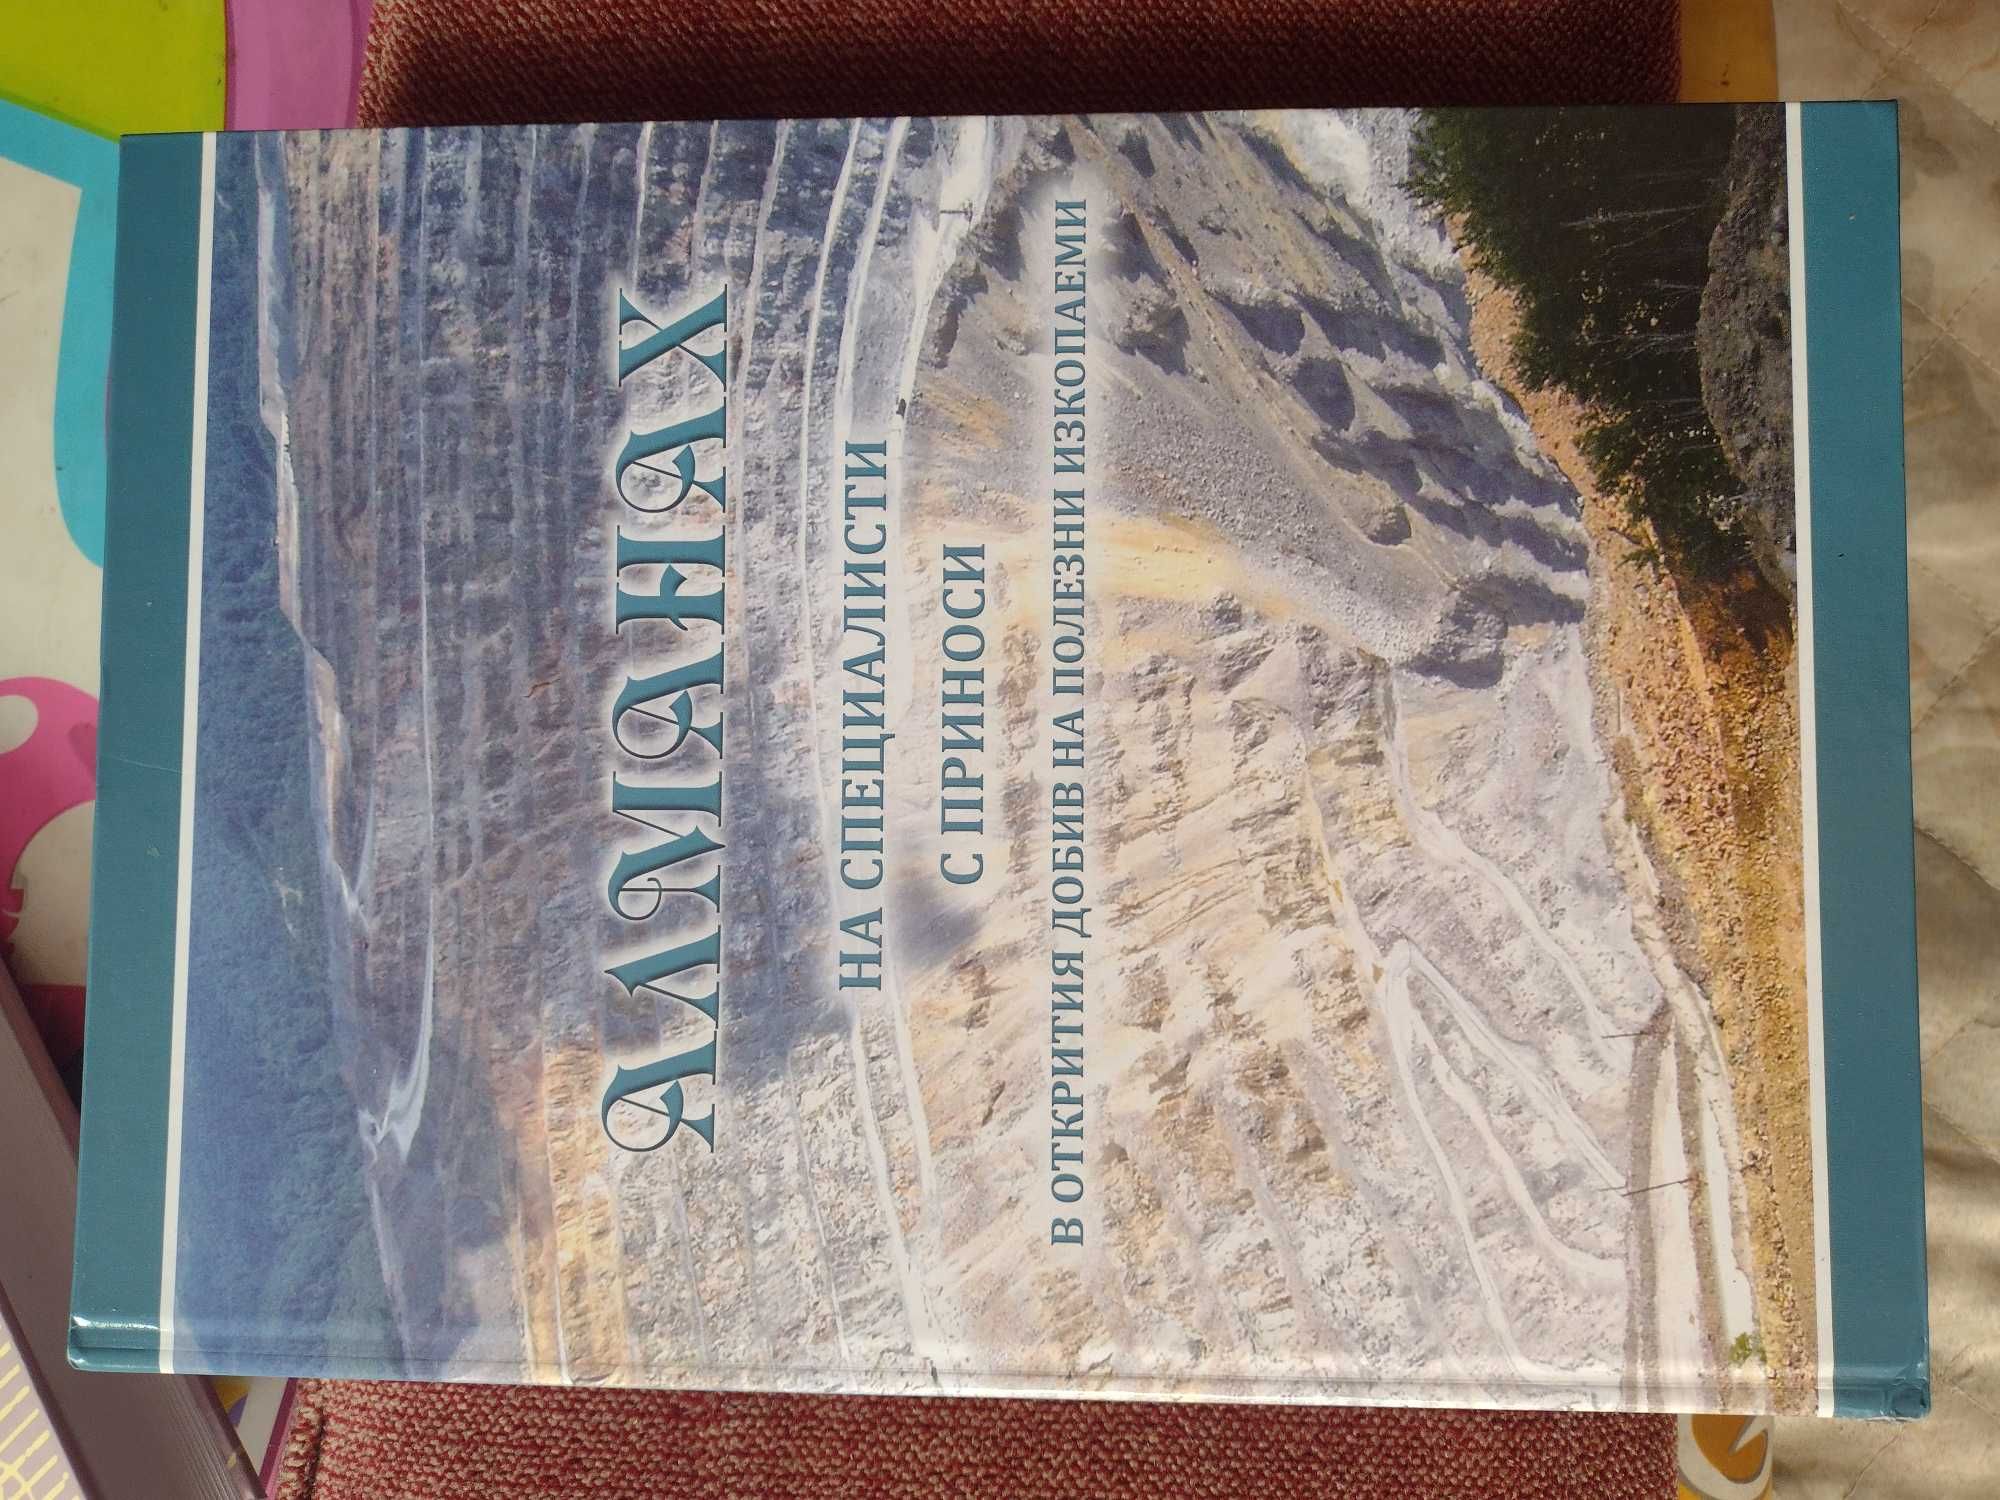 АЛМАНАХ
НА СПЕЦИАЛИСТИ
С ПРИНОСИ
В ОТКРИТИЯ ДОБИВ НА ПОЛЕЗНИ ИЗКОПАЕМИ